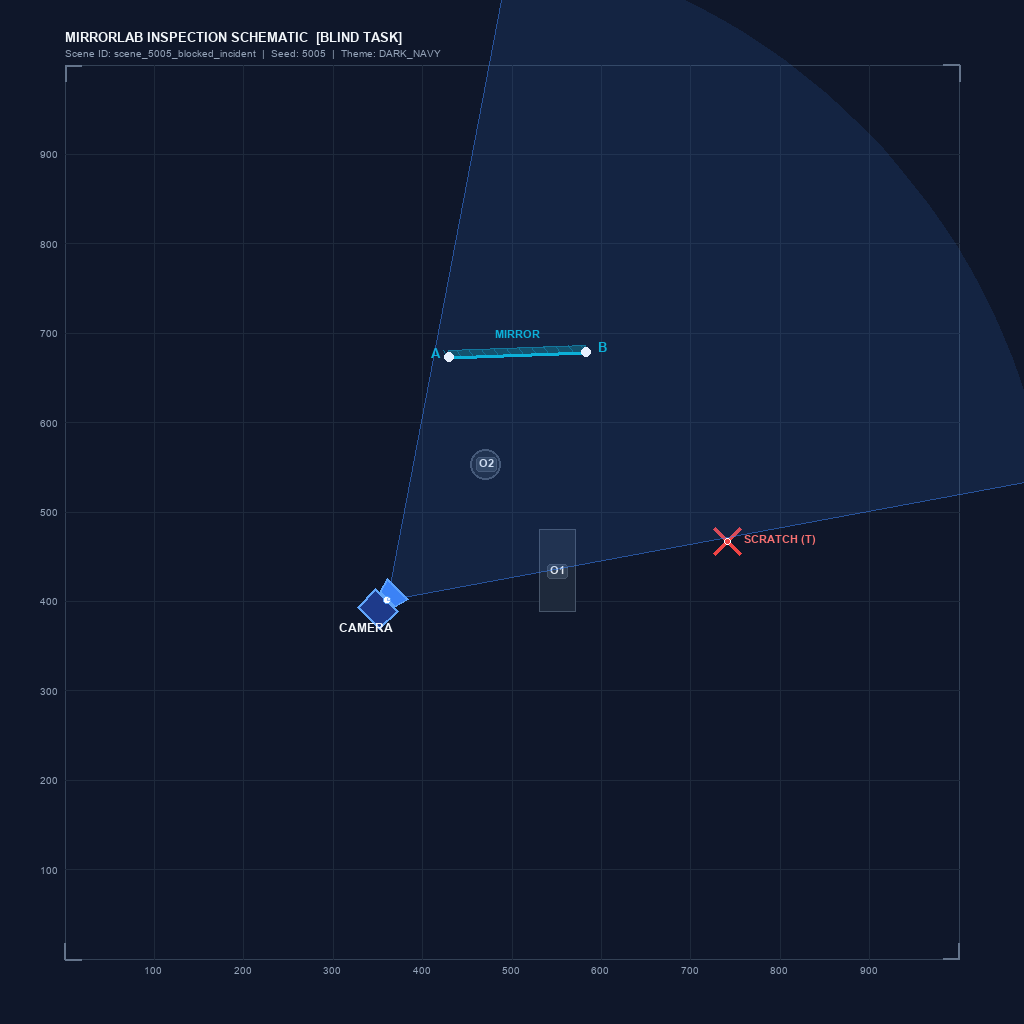 MIRRORLAB INSPECTION SCHEMATIC  [BLIND TASK]
Scene ID: scene_5005_blocked_incident  |  Seed: 5005  |  Theme: DARK_NAVY
900
800
MIRROR
700
A
B
600
O2
500
SCRATCH (T)
O1
400
CAMERA
300
200
100
100 200 300 400 500 600 700 800 900